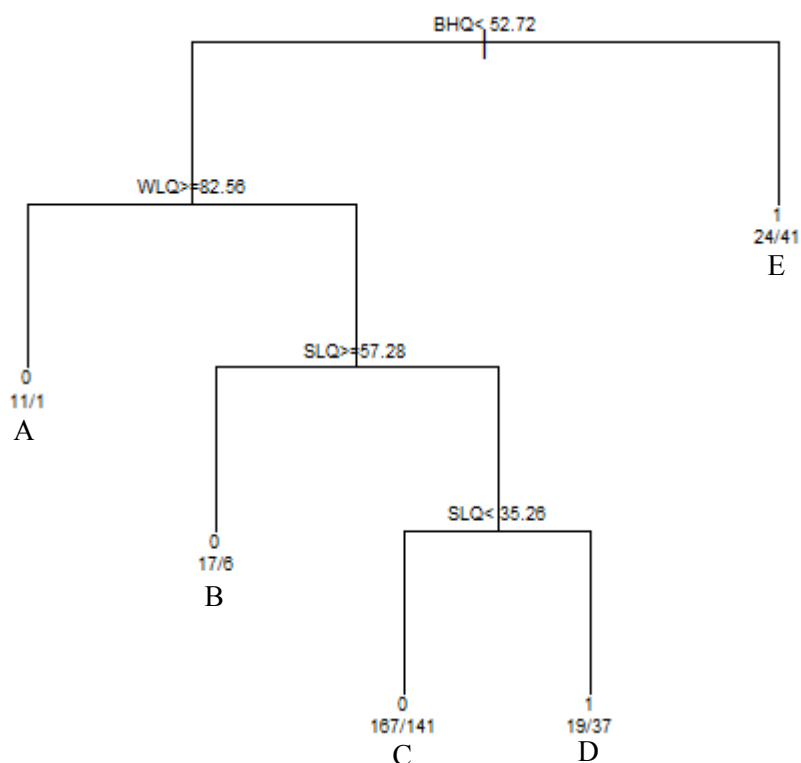 BHQ< 52.72
WLQ>=82.56
1
24/41
E
SLQ>=57.28
0
11/1
A
SLQ< 35.26
0
17/6
B
0
167/141
C
1
19/37
D